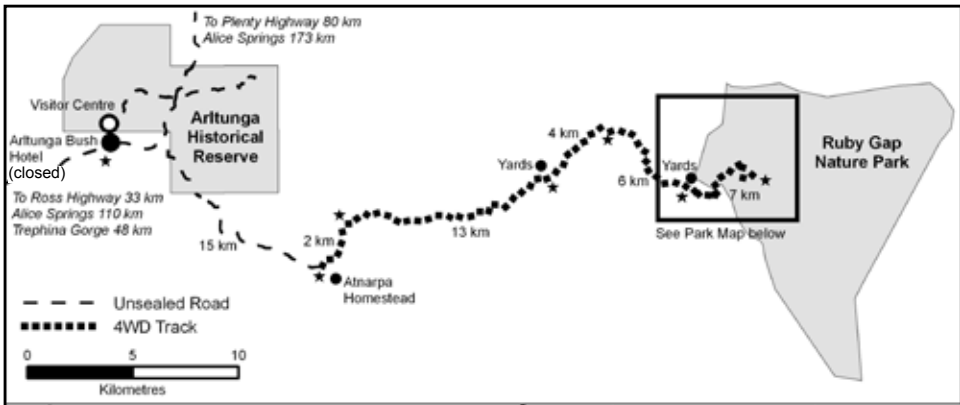 To Plenty Highway 80 km
Alice Springs 173 km
Visitor Centre
Arltunga Bush
Hotel
(closed)
Arltunga
Historical
Reserve
To Ross Highway 33 km
Alice Springs 110 km
Trephina Gorge 48 km
15 km
2 km
Atnarpa
Homestead
13 km
Yards
4 km
6 km
Yards
7 km
See Park Map below
Ruby Gap
Nature Park
Unsealed Road
4WD Track
0 5 10
Kilometres